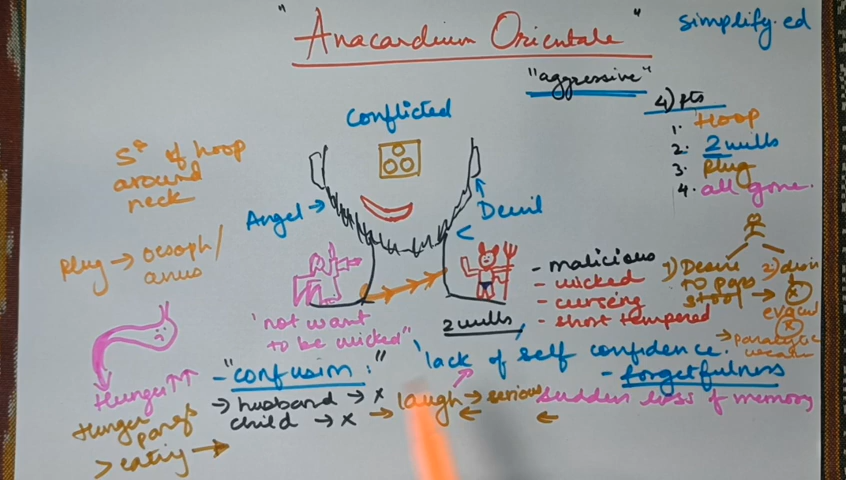 "Anacardium Orientale"
simplify.ed
"aggressive"
4) pts
1. Hoop
2. 2 wills
3. plug
4. all gone.
Conflicted
Sⁿ of hoop
around
neck
Angel →
Devil
plug → oesoph/
anus
- malicious
- wicked
- cursing
- short tempered
1) Desire
to pass
stool →
2) desire
evacu
→ paralytic
"not want
to be wicked"
2 wills
Hunger ↑↑
- "confusion:"
'lack of self confidence.
- forgetfulness
→ husband → x
child → x
→ laugh → serious
← ←
sudden loss of memory
Hunger
pangs
> eating →